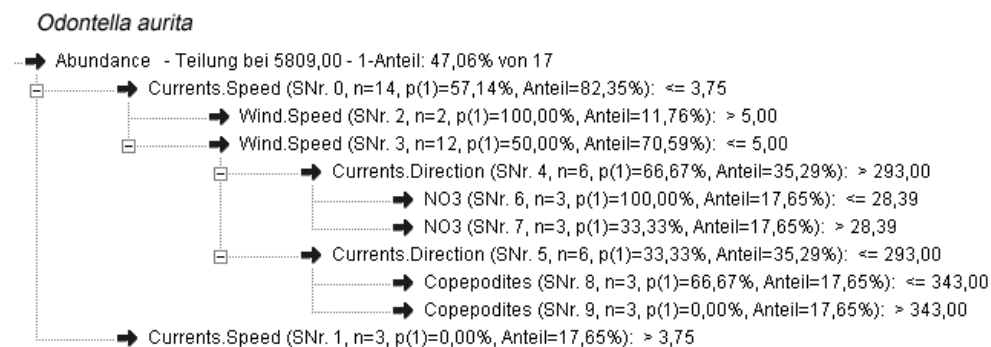 Odontella aurita
Abundance - Teilung bei 5809,00 - 1-Anteil: 47,06% von 17
Currents.Speed (SNr. 0, n=14, p(1)=57,14%, Anteil=82,35%): <= 3,75
Wind.Speed (SNr. 2, n=2, p(1)=100,00%, Anteil=11,76%): > 5,00
Wind.Speed (SNr. 3, n=12, p(1)=50,00%, Anteil=70,59%): <= 5,00
Currents.Direction (SNr. 4, n=6, p(1)=66,67%, Anteil=35,29%): > 293,00
NO3 (SNr. 6, n=3, p(1)=100,00%, Anteil=17,65%): <= 28,39
NO3 (SNr. 7, n=3, p(1)=33,33%, Anteil=17,65%): > 28,39
Currents.Direction (SNr. 5, n=6, p(1)=33,33%, Anteil=35,29%): <= 293,00
Copepodites (SNr. 8, n=3, p(1)=66,67%, Anteil=17,65%): <= 343,00
Copepodites (SNr. 9, n=3, p(1)=0,00%, Anteil=17,65%): > 343,00
Currents.Speed (SNr. 1, n=3, p(1)=0,00%, Anteil=17,65%): > 3,75